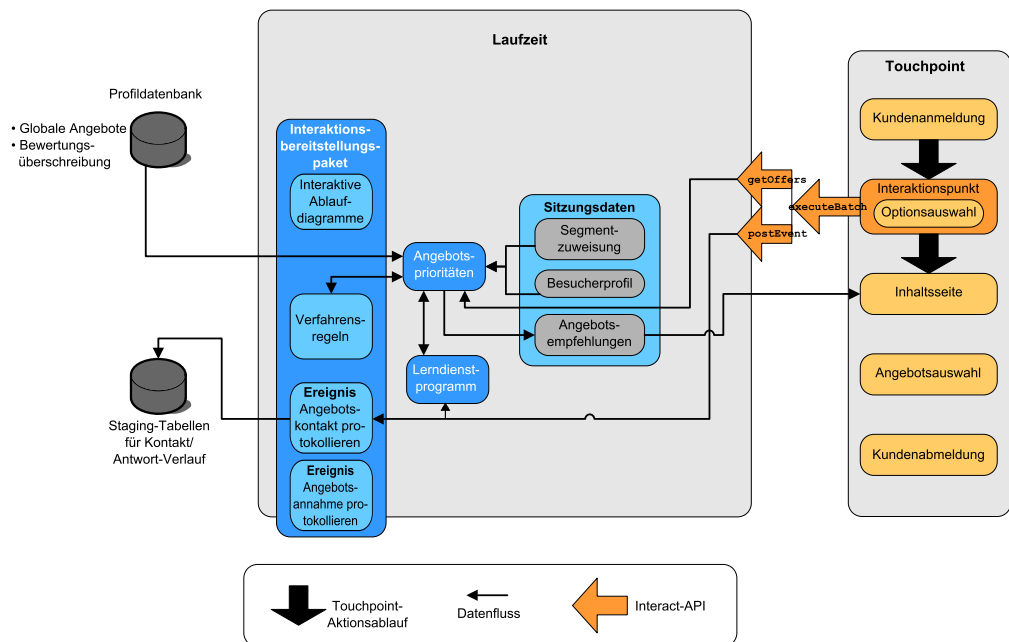 Laufzeit
Touchpoint
Profildatenbank
• Globale Angebote
• Bewertungs-
überschreibung
Interaktions-
bereitstellungs-
paket
Interaktive
Ablauf-
diagramme
Angebots-
prioritäten
Verfahrens-
regeln
Lerndienst-
programm
Ereignis
Angebots-
kontakt pro-
tokollieren
Ereignis
Angebots-
annahme pro-
tokollieren
Staging-Tabellen
für Kontakt/
Antwort-Verlauf
Sitzungsdaten
Segment-
zuweisung
Besucherprofil
Angebots-
empfehlungen
getOffers
executeBatch
postEvent
Kundenanmeldung
Interaktionspunkt
Optionsauswahl
Inhaltsseite
Angebotsauswahl
Kundenabmeldung
Touchpoint-
Aktionsablauf
Datenfluss
Interact-API